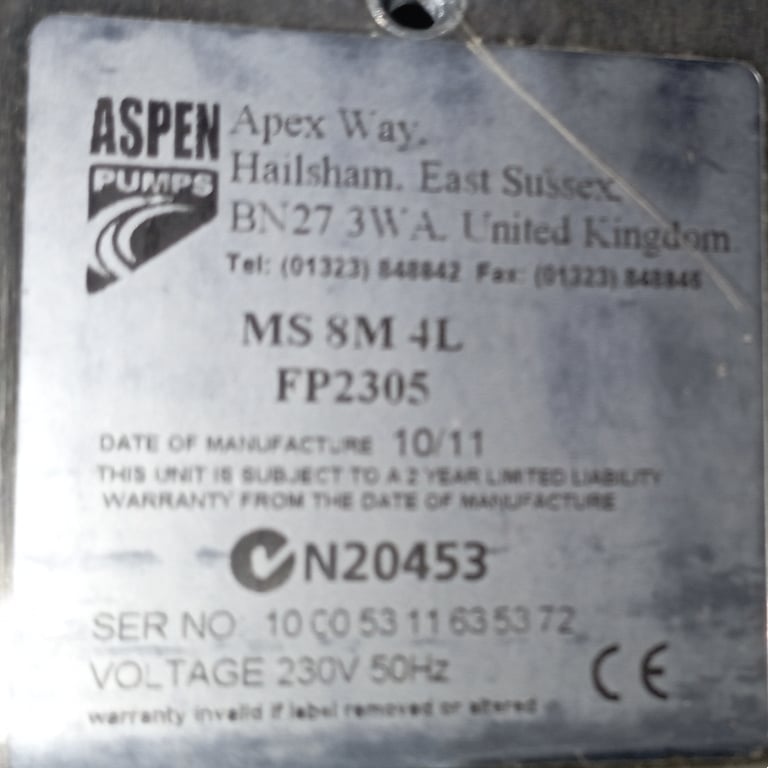 ASPEN
PUMPS
Apex Way,
Hailsham. East Sussex,
BN27 3WA. United Kingdom
Tel: (01323) 848842 Fax: (01323) 848846
MS 8M 4L
FP2305
DATE OF MANUFACTURE 10/11
THIS UNIT IS SUBJECT TO A 2 YEAR LIMITED LIABILITY
WARRANTY FROM THE DATE OF MANUFACTURE
N20453
SER NO: 53 11 63 53 72
VOLTAGE 230V 50Hz
CE
warranty invalid if label removed or altered